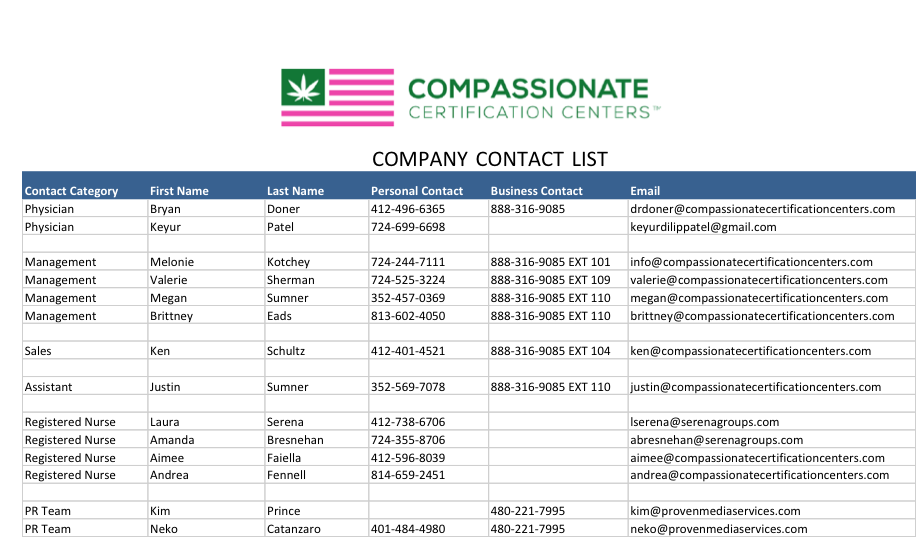 COMPASSIONATE
CERTIFICATION CENTERS™
COMPANY CONTACT LIST
Contact Category First Name Last Name Personal Contact Business Contact Email
Physician Bryan Doner 412-496-6365 888-316-9085 drdoner@compassionatecertificationcenters.com
Physician Keyur Patel 724-699-6698 keyurdilippatel@gmail.com
Management Melonie Kotchey 724-244-7111 888-316-9085 EXT 101 info@compassionatecertificationcenters.com
Management Valerie Sherman 724-525-3224 888-316-9085 EXT 109 valerie@compassionatecertificationcenters.com
Management Megan Sumner 352-457-0369 888-316-9085 EXT 110 megan@compassionatecertificationcenters.com
Management Brittney Eads 813-602-4050 888-316-9085 EXT 110 brittney@compassionatecertificationcenters.com
Sales Ken Schultz 412-401-4521 888-316-9085 EXT 104 ken@compassionatecertificationcenters.com
Assistant Justin Sumner 352-569-7078 888-316-9085 EXT 110 justin@compassionatecertificationcenters.com
Registered Nurse Laura Serena 412-738-6706 lserena@serenagroups.com
Registered Nurse Amanda Bresnehan 724-355-8706 abresnehan@serenagroups.com
Registered Nurse Aimee Faiella 412-596-8039 aimee@compassionatecertificationcenters.com
Registered Nurse Andrea Fennell 814-659-2451 andrea@compassionatecertificationcenters.com
PR Team Kim Prince 480-221-7995 kim@provenmediaservices.com
PR Team Neko Catanzaro 401-484-4980 480-221-7995 neko@provenmediaservices.com